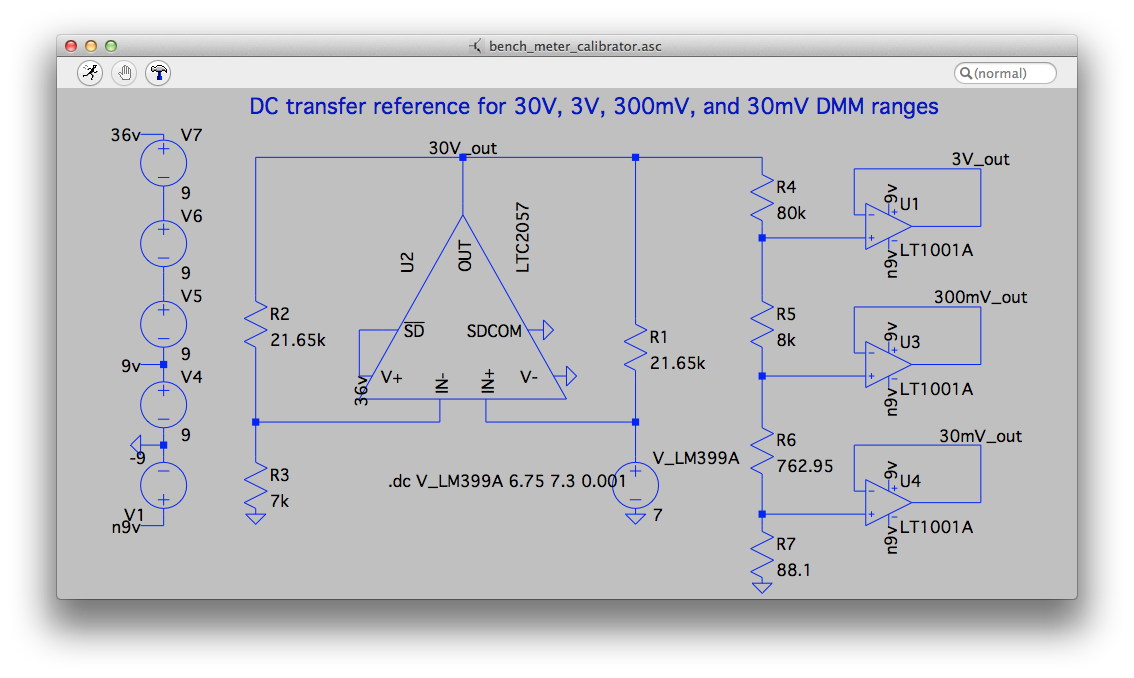 bench_meter_calibrator.asc
(normal)
DC transfer reference for 30V, 3V, 300mV, and 30mV DMM ranges
36v
V7
9
V6
9
V5
9
9v
V4
9
-9
V1
n9v
30V_out
R2
21.65k
R3
7k
U2
OUT
LTC2057
SD
SDCOM
V+
IN-
IN+
V-
36v
R1
21.65k
.dc V_LM399A 6.75 7.3 0.001
V_LM399A
7
R4
80k
R5
8k
R6
762.95
R7
88.1
3V_out
9v
U1
LT1001A
n9v
300mV_out
9v
U3
LT1001A
n9v
30mV_out
9v
U4
LT1001A
n9v